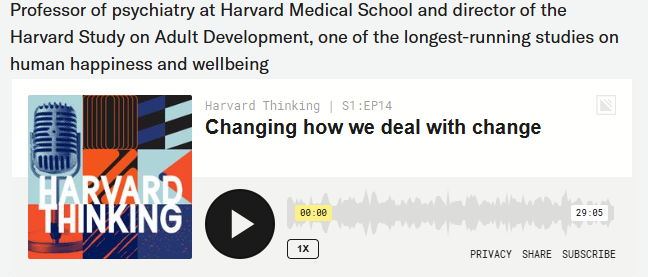 Professor of psychiatry at Harvard Medical School and director of the
Harvard Study on Adult Development, one of the longest-running studies on
human happiness and wellbeing
Harvard Thinking | S1:EP14
Changing how we deal with change
HARVARD
THINKING
00:00
29:05
1X
PRIVACY SHARE SUBSCRIBE